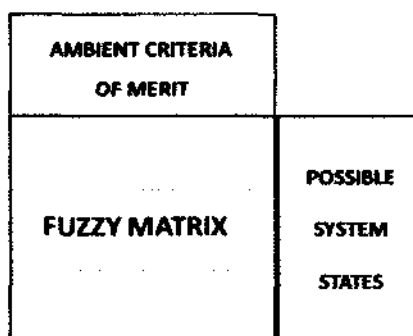 AMBIENT CRITERIA
OF MERIT
FUZZY MATRIX
POSSIBLE
SYSTEM
STATES